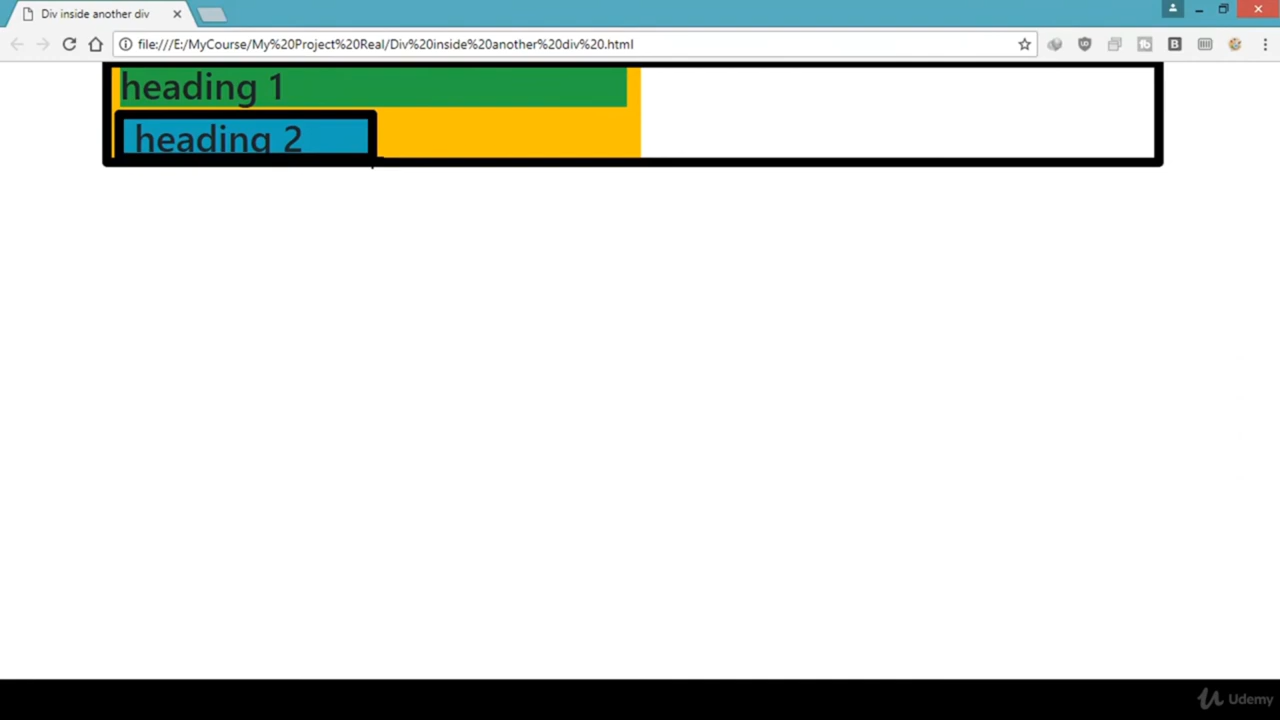 Div inside another div
file:///E:/MyCourse/My%20Project%20Real/Div%20inside%20another%20div%20.html
heading 1
heading 2
Udemy